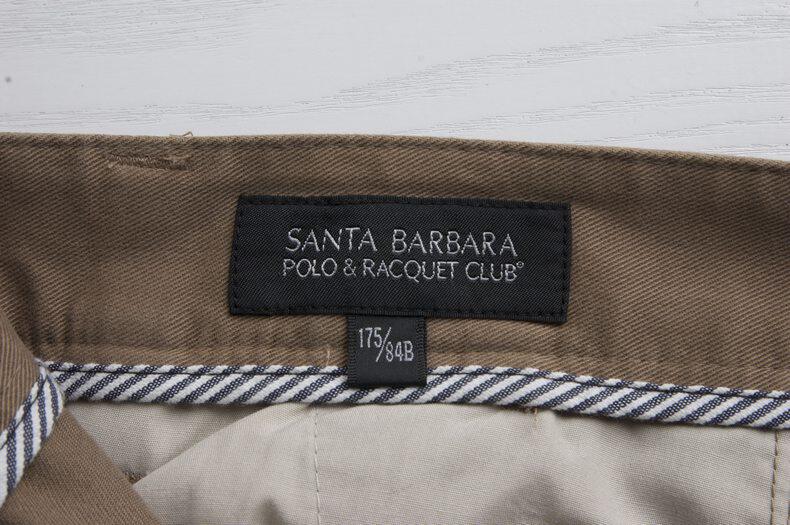 SANTA BARBARA
POLO & RACQUET CLUB®
175/84B